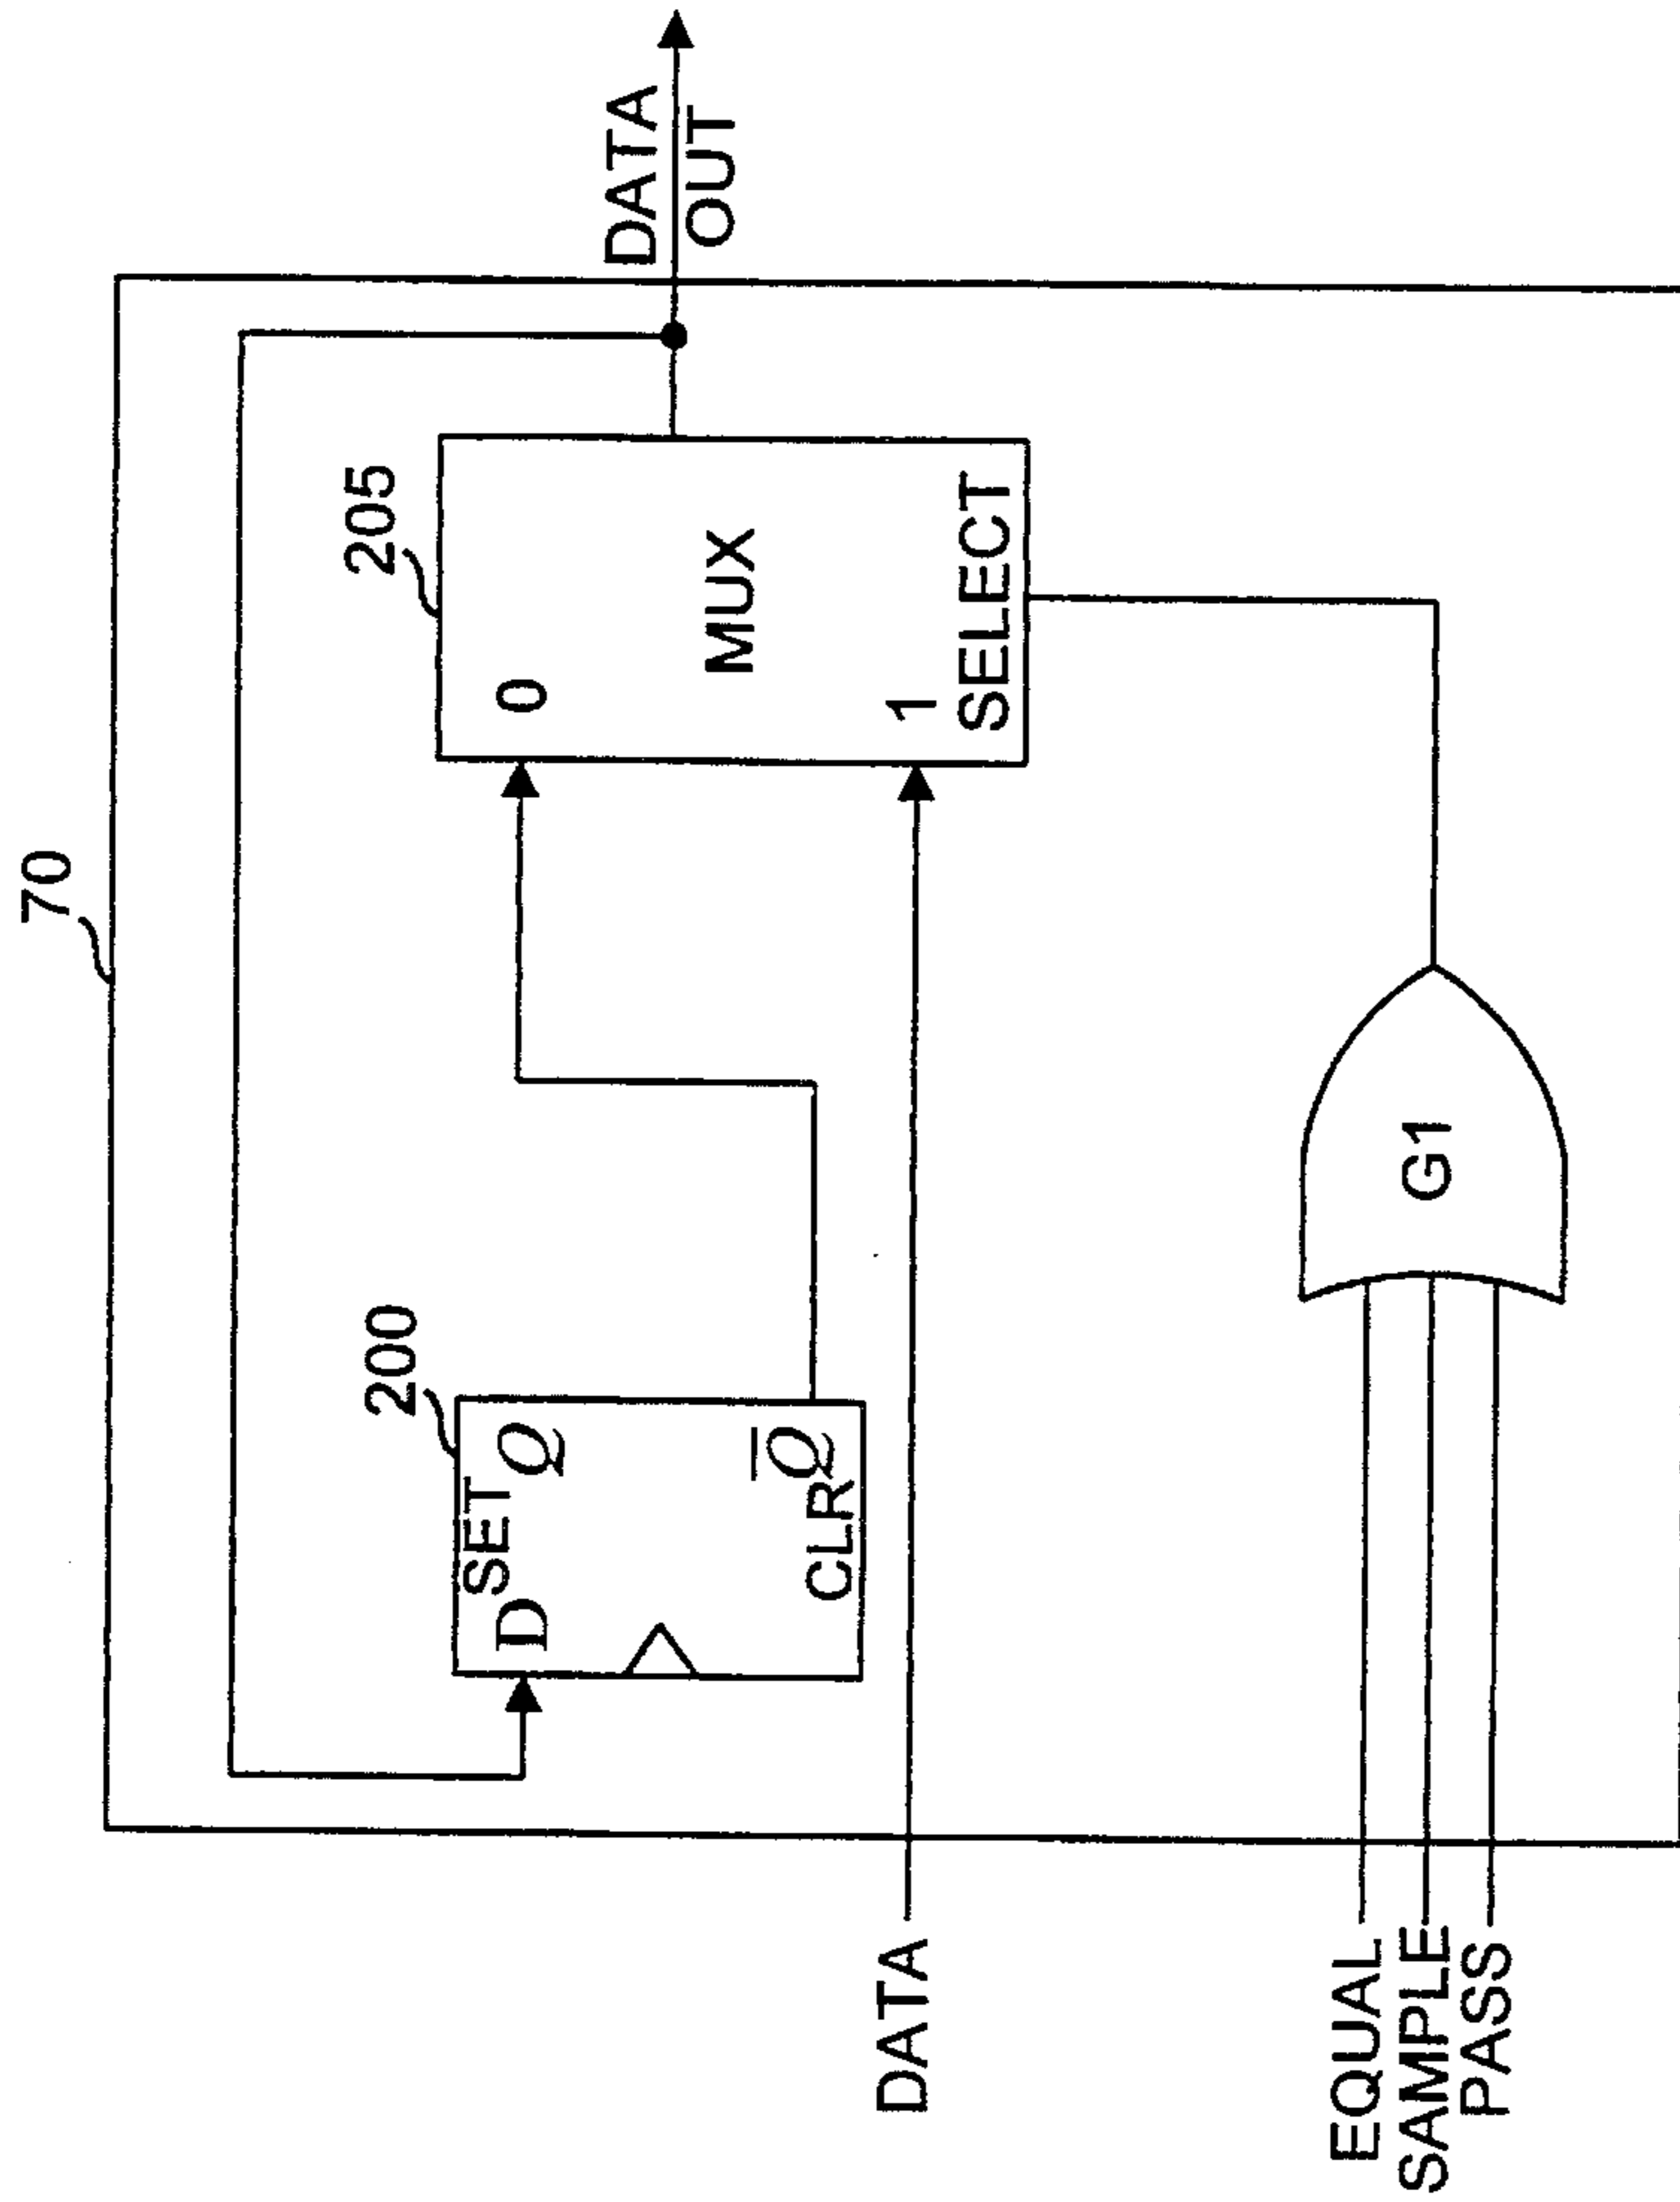 70
200
205
SET
D
Q
Q̅
CLR
0
MUX
1
SELECT
DATA
OUT
DATA
EQUAL
SAMPLE
PASS
G1